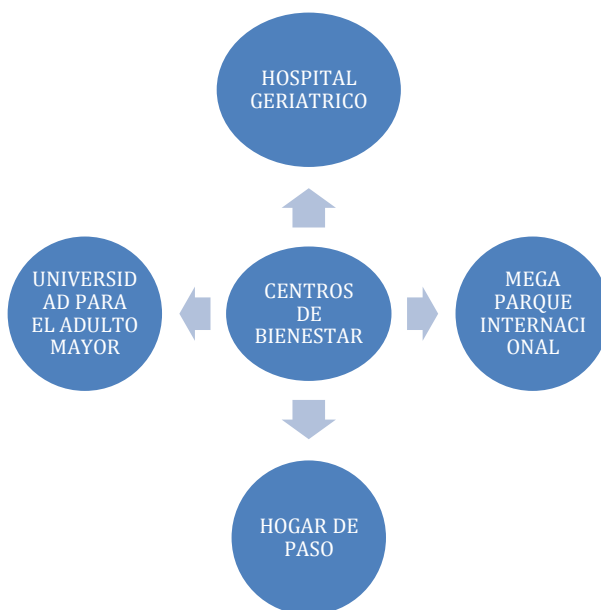 HOSPITAL
GERIATRICO
UNIVERSID
AD PARA
EL ADULTO
MAYOR
CENTROS
DE
BIENESTAR
MEGA
PARQUE
INTERNACI
ONAL
HOGAR DE
PASO